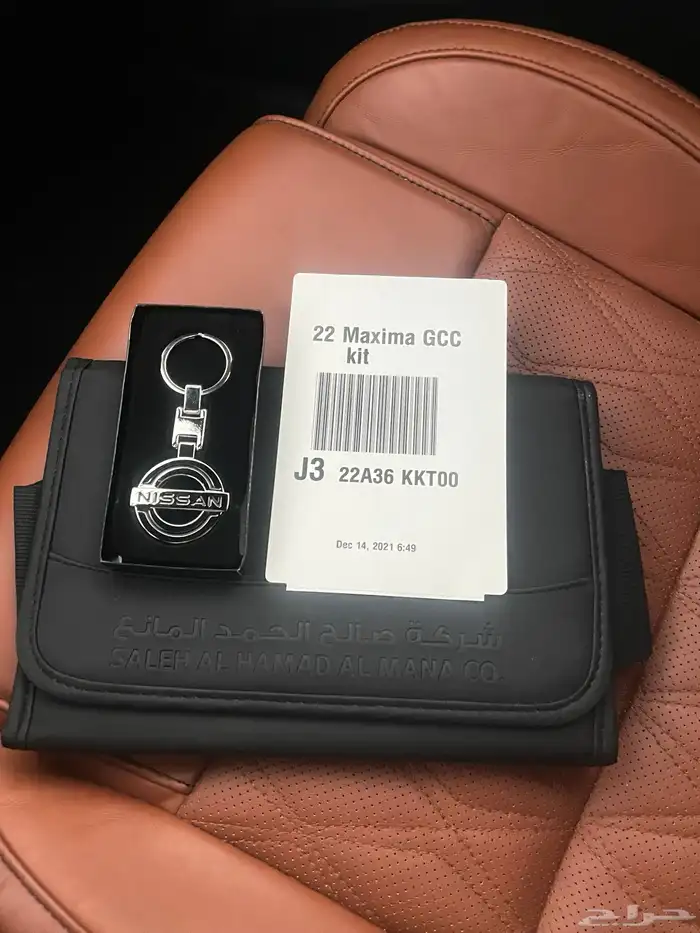 22 Maxima GCC
kit
J3 22A36 KKT00
Dec 14, 2021 6:49
NISSAN
شركة صالح الحمد المانع
SALEH AL HAMAD AL MANA CO.
حراج